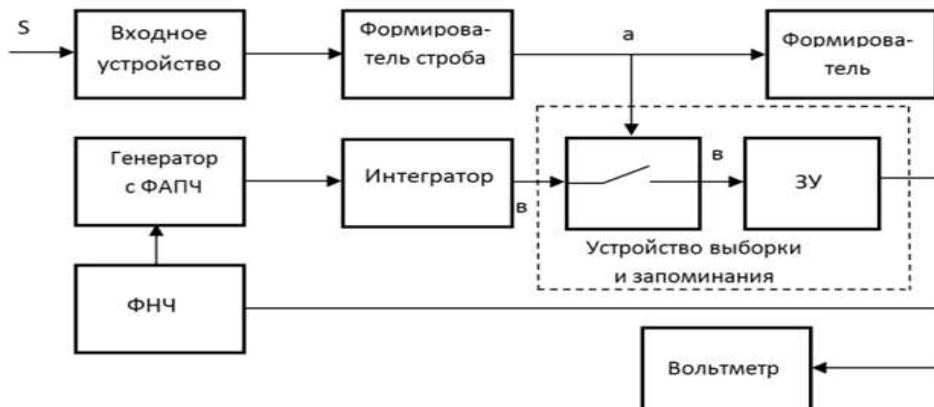 S
Входное
устройство
Формирова-
тель строба
а
Формирова-
тель
Генератор
с ФАПЧ
Интегратор
в
в
ЗУ
Устройство выборки
и запоминания
ФНЧ
Вольтметр